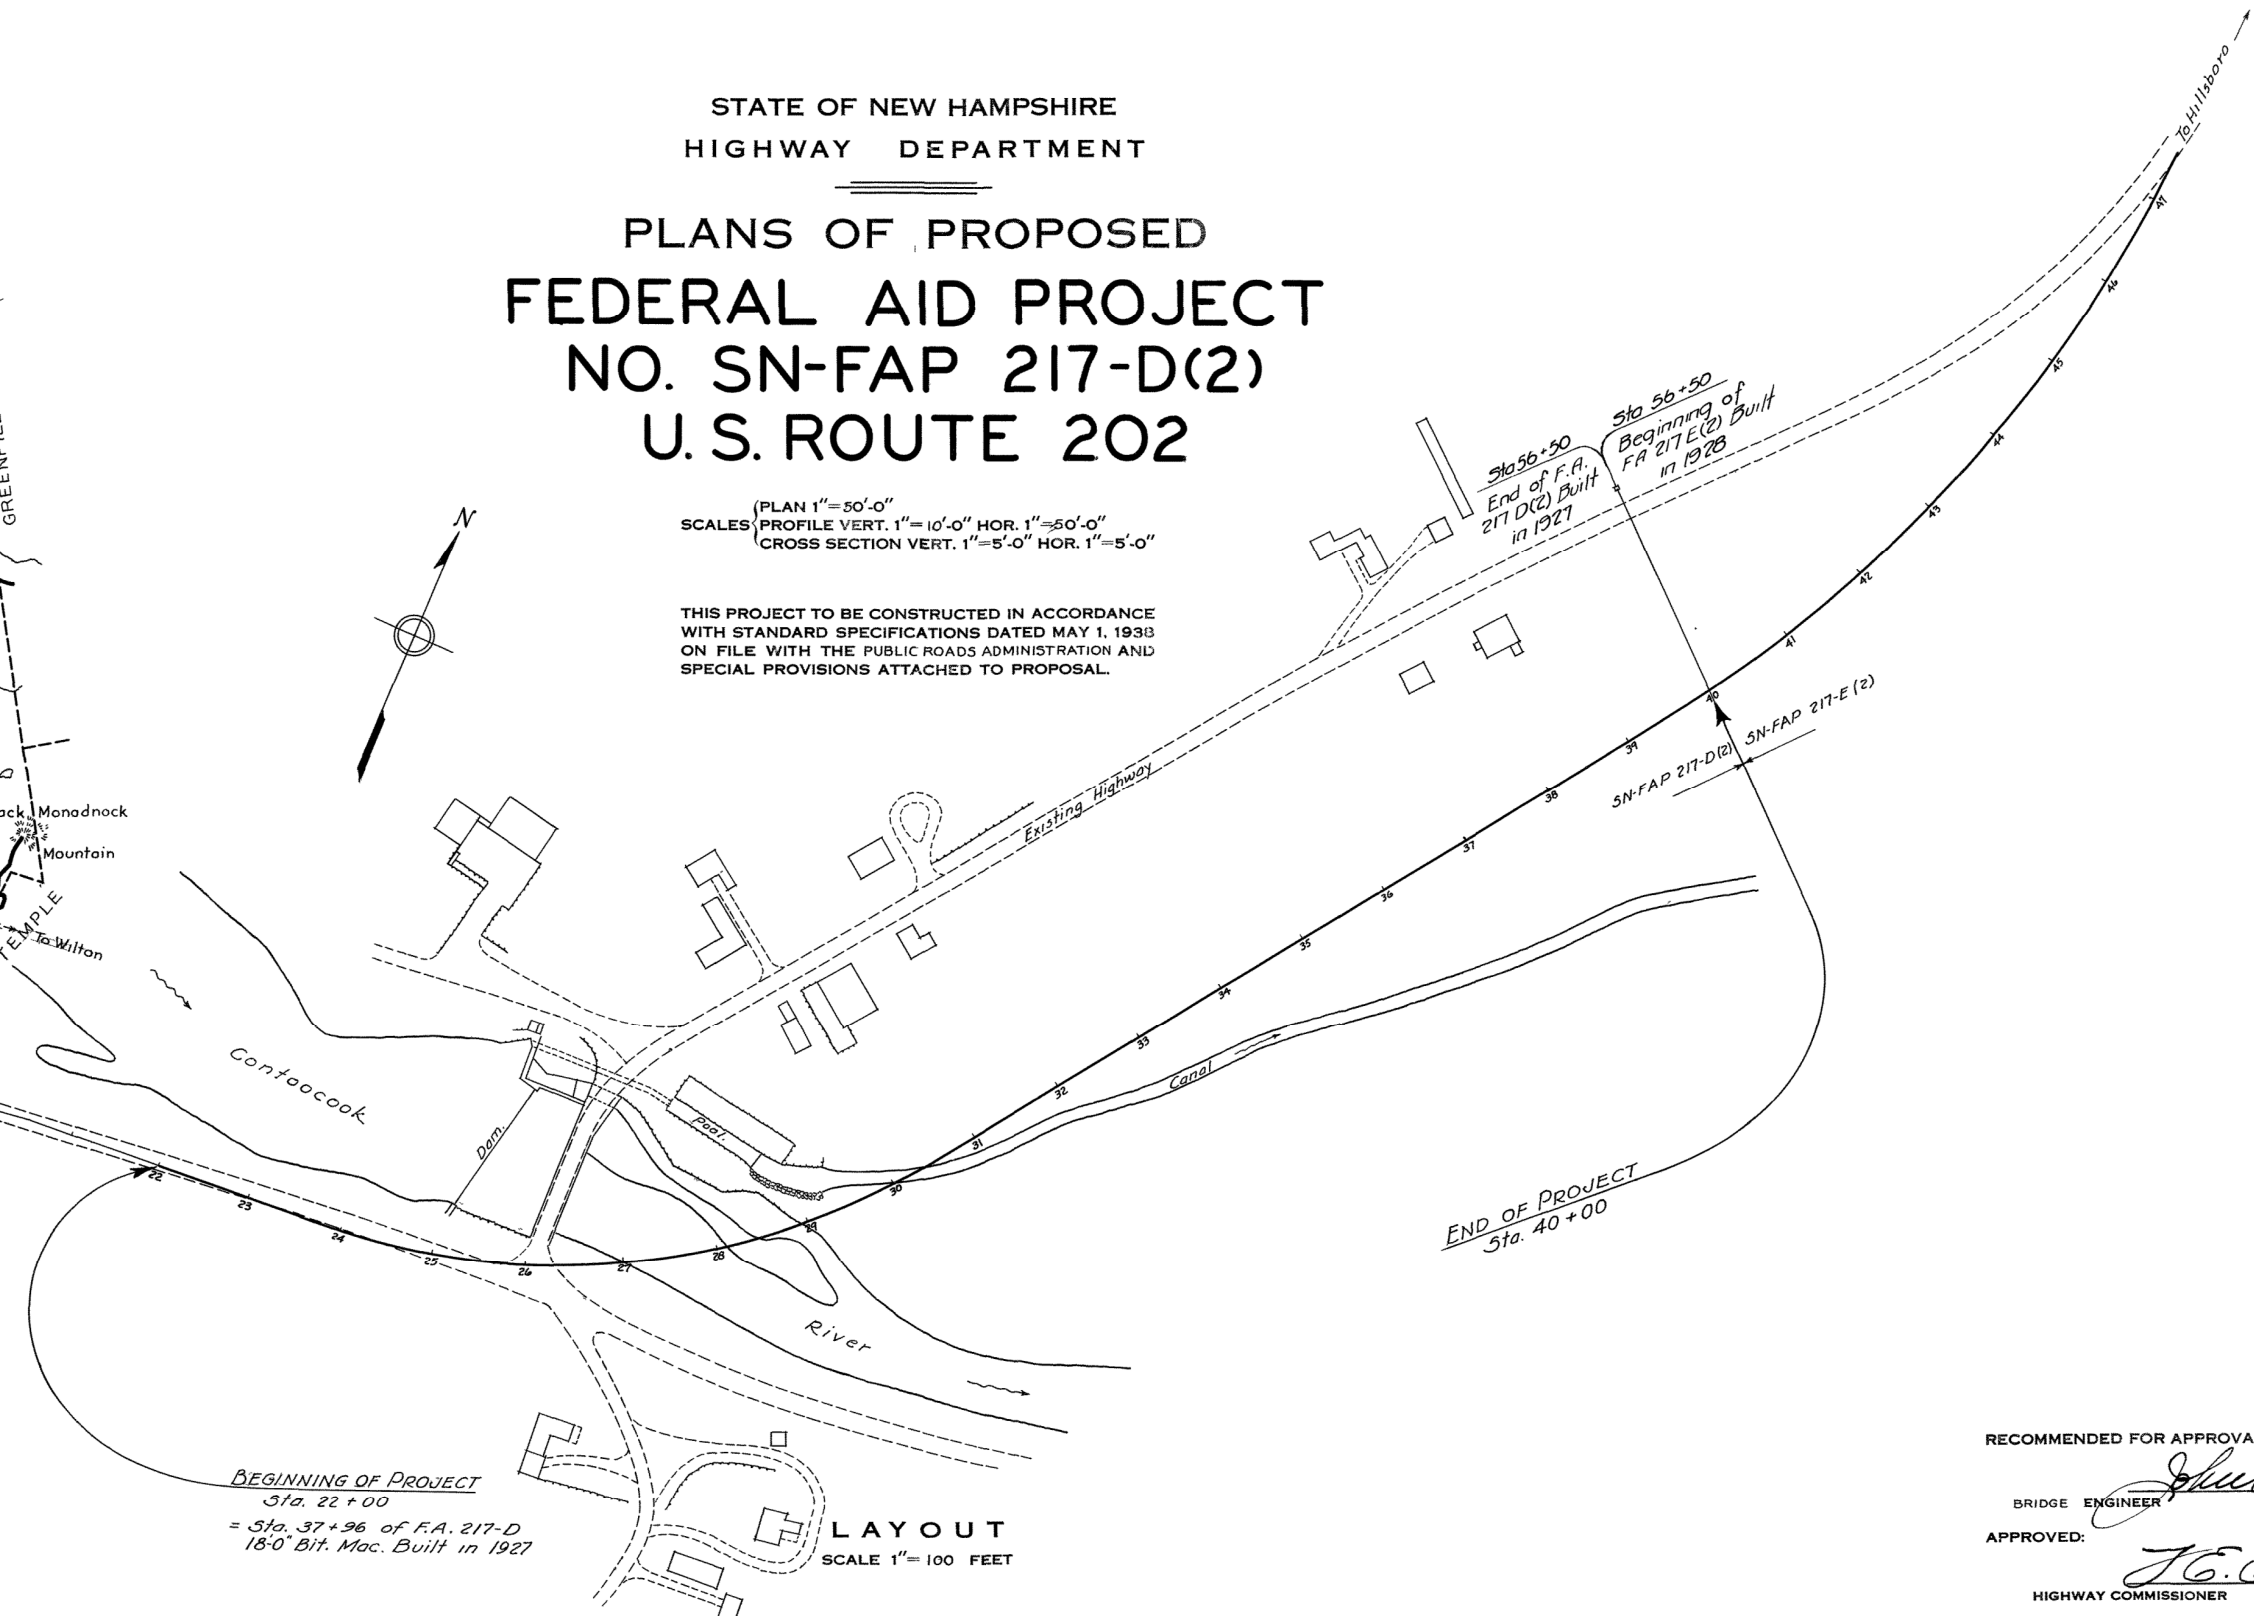 STATE OF NEW HAMPSHIRE
HIGHWAY DEPARTMENT
PLANS OF PROPOSED
FEDERAL AID PROJECT
NO. SN-FAP 217-D(2)
U.S. ROUTE 202
SCALES
PLAN 1"=50'-0"
PROFILE VERT. 1"=10'-0" HOR. 1"=50'-0"
CROSS SECTION VERT. 1"=5'-0" HOR. 1"=5'-0"
THIS PROJECT TO BE CONSTRUCTED IN ACCORDANCE
WITH STANDARD SPECIFICATIONS DATED MAY 1, 1938
ON FILE WITH THE PUBLIC ROADS ADMINISTRATION AND
SPECIAL PROVISIONS ATTACHED TO PROPOSAL.
N
To Hillsboro
Sta 56+50
End of F.A.
217 D(2) Built
in 1927
Sta 56+50
Beginning of
FA 217 E(2) Built
in 1928
SN-FAP 217-D(2)
SN-FAP 217-E(2)
Existing Highway
Monadnock
Mountain
TEMPLE
To Wilton
Contoocook
Dam.
Pool.
Canal
River
22
23
24
25
26
27
28
29
30
31
32
33
34
35
36
37
38
39
40
41
42
43
44
45
46
47
END OF PROJECT
Sta. 40+00
BEGINNING OF PROJECT
Sta. 22+00
= Sta. 37+96 of F.A. 217-D
18'-0" Bit. Mac. Built in 1927
LAYOUT
SCALE 1"=100 FEET
RECOMMENDED FOR APPROVA
John
BRIDGE ENGINEER
APPROVED:
HIGHWAY COMMISSIONER